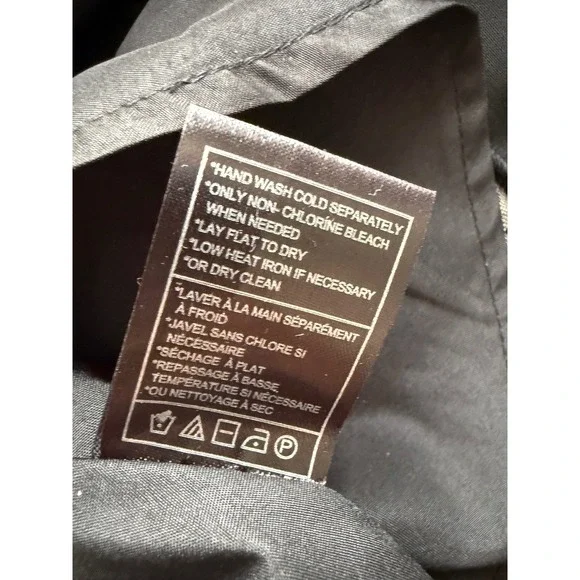 *HAND WASH COLD SEPARATELY
*ONLY NON- CHLORINE BLEACH
WHEN NEEDED
*LAY FLAT TO DRY
*LOW HEAT IRON IF NECESSARY
*OR DRY CLEAN
*LAVER À LA MAIN SÉPARÉMENT
À FROID
*JAVEL SANS CHLORE SI
NÉCESSAIRE
*SÉCHAGE À PLAT
*REPASSAGE À BASSE
TEMPÉRATURE SI NÉCESSAIRE
*OU NETTOYAGE À SEC
P